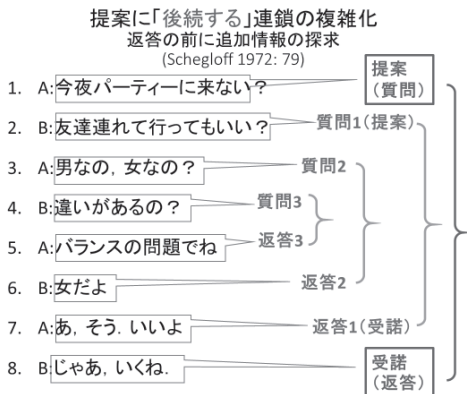 提案に「後続する」連鎖の複雑化
返答の前に追加情報の探求
(Schegloff 1972: 79)
提案
(質問)
1. A:今夜パーティーに来ない?
2. B:友達連れて行ってもいい? 質問1(提案)
3. A:男なの, 女なの? 質問2
4. B:違いがあるの? 質問3
5. A:バランスの問題でね 返答3
6. B:女だよ 返答2
7. A:あ, そう. いいよ 返答1(受諾)
8. B:じゃあ, いくね.
受諾
(返答)